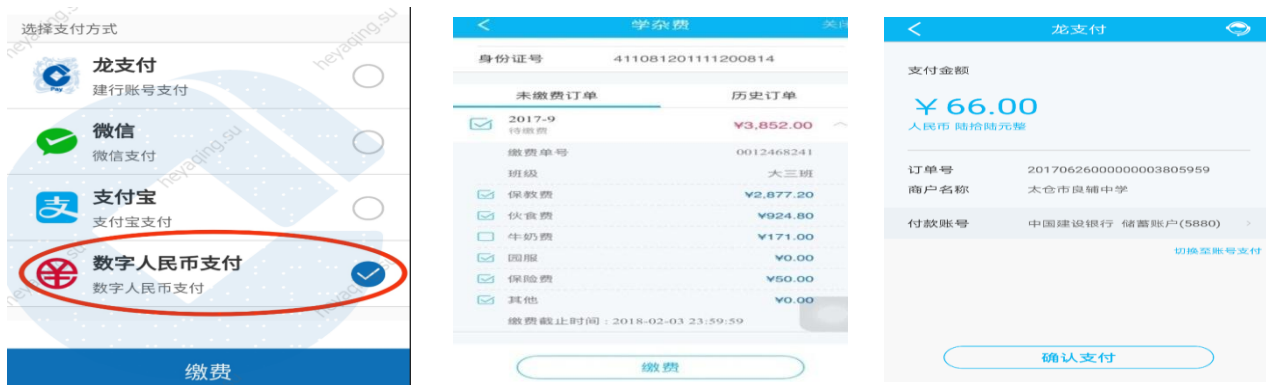 选择支付方式
龙支付
建行账号支付
微信
微信支付
支付宝
支付宝支付
数字人民币支付
数字人民币支付
缴费
heyaqing.su
heyaqing.su
heyaqing.su
学杂费 关闭
身份证号 411081201111200814
未缴费订单 历史订单
2017-9 ¥3,852.00
待缴费
缴费单号 0012468241
班级 大三班
保教费 ¥2,877.20
伙食费 ¥924.80
牛奶费 ¥171.00
园服 ¥0.00
保险费 ¥50.00
其他 ¥0.00
缴费截止时间：2018-02-03 23:59:59
缴费
龙支付
支付金额
￥66.00
人民币 陆拾陆元整
订单号 20170626000000003805959
商户名称 太仓市良辅中学
付款账号 中国建设银行 储蓄账户(5880)
切换至账号支付
确认支付